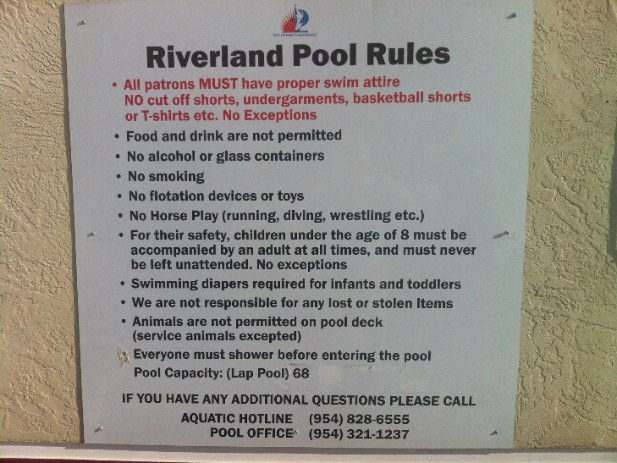 Riverland Pool Rules
• All patrons MUST have proper swim attire
NO cut off shorts, undergarments, basketball shorts
or T-shirts etc. No Exceptions
• Food and drink are not permitted
• No alcohol or glass containers
• No smoking
• No flotation devices or toys
• No Horse Play (running, diving, wrestling etc.)
• For their safety, children under the age of 8 must be
accompanied by an adult at all times, and must never
be left unattended. No exceptions
• Swimming diapers required for infants and toddlers
• We are not responsible for any lost or stolen items
• Animals are not permitted on pool deck
(service animals excepted)
Everyone must shower before entering the pool
Pool Capacity: (Lap Pool) 68
IF YOU HAVE ANY ADDITIONAL QUESTIONS PLEASE CALL
AQUATIC HOTLINE (954) 828-6555
POOL OFFICE (954) 321-1237